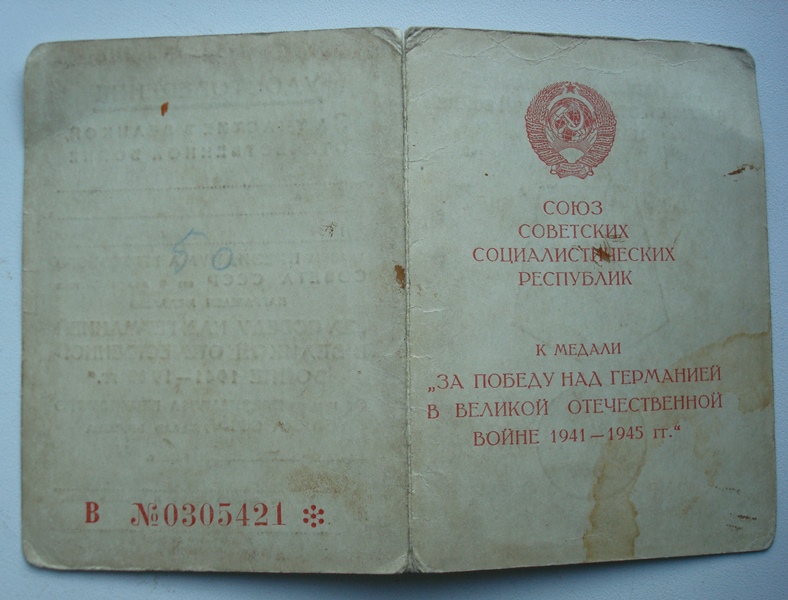 50
В №0305421
СОЮЗ
СОВЕТСКИХ
СОЦИАЛИСТИЧЕСКИХ
РЕСПУБЛИК
К МЕДАЛИ
„ЗА ПОБЕДУ НАД ГЕРМАНИЕЙ
В ВЕЛИКОЙ ОТЕЧЕСТВЕННОЙ
ВОЙНЕ 1941—1945 гг.“